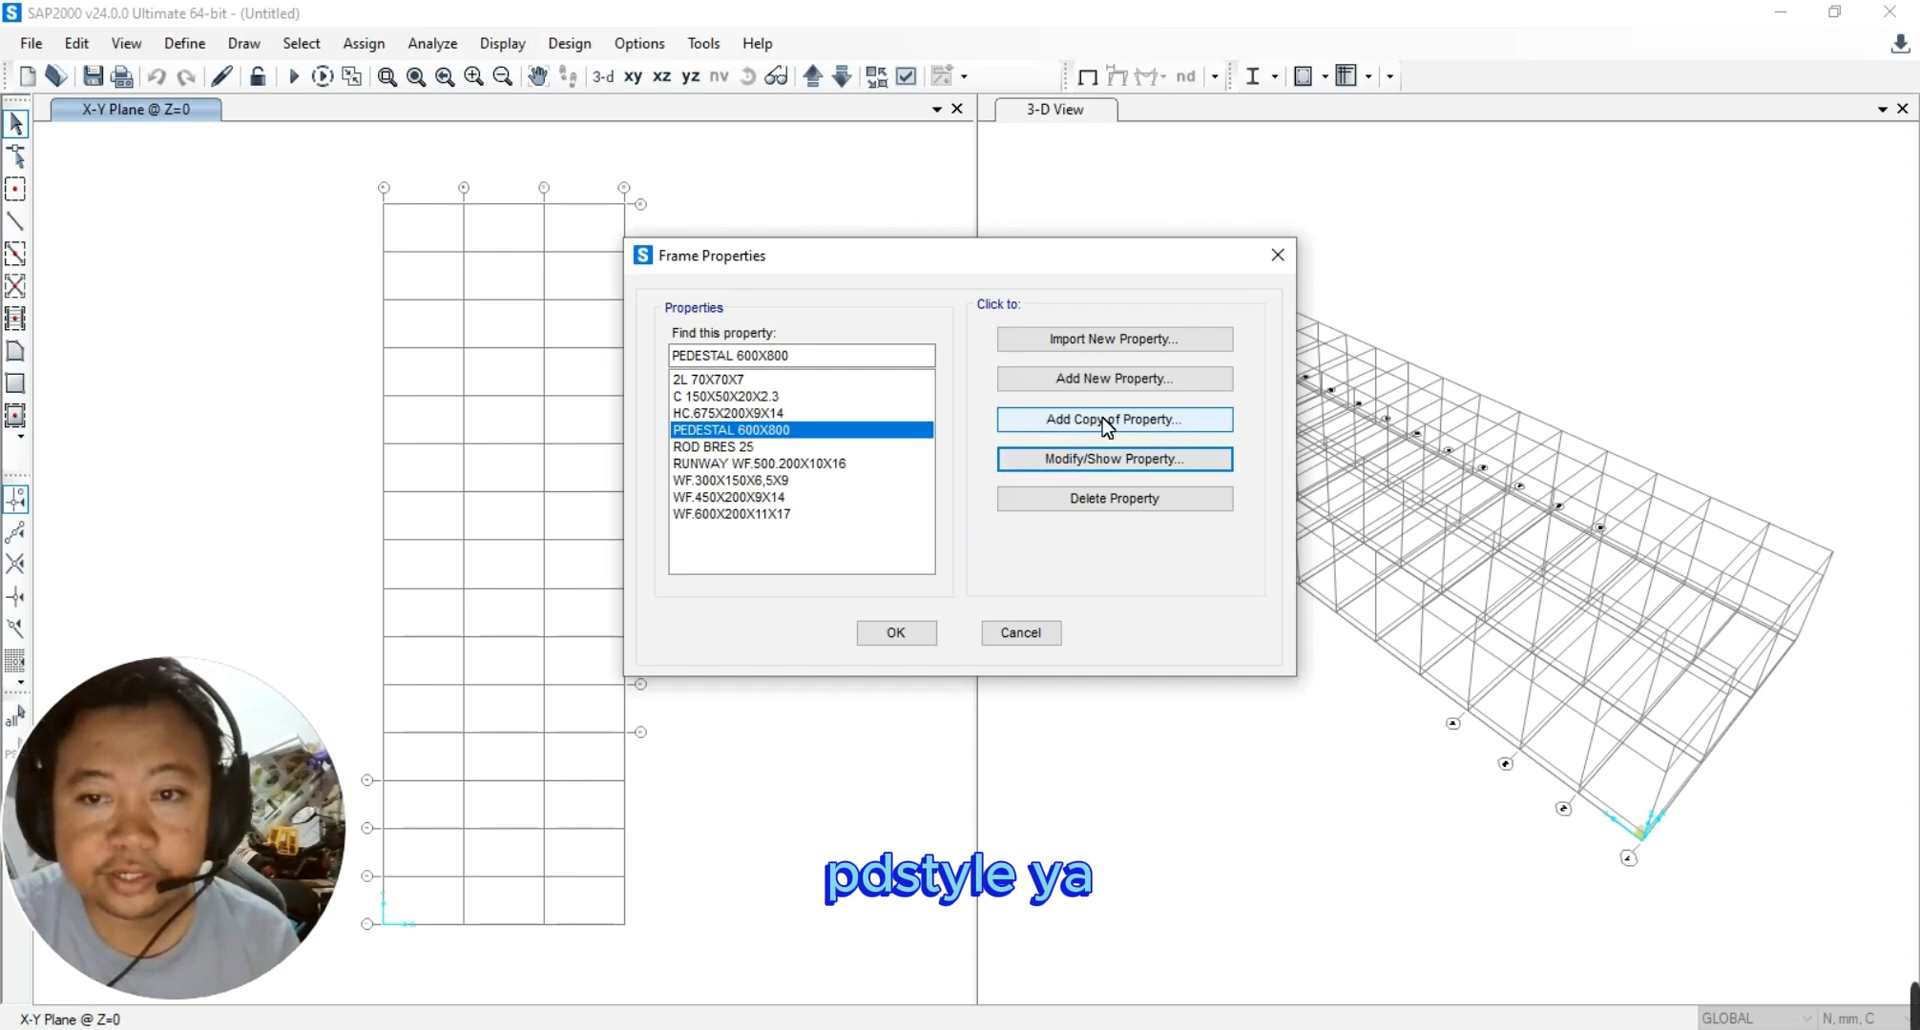 SAP2000 v24.0.0 Ultimate 64-bit - (Untitled)
File Edit View Define Draw Select Assign Analyze Display Design Options Tools Help
3-d xy xz yz nv nd
X-Y Plane @ Z=0
3-D View
Frame Properties
Properties
Find this property:
PEDESTAL 600X800
2L 70X70X7
C 150X50X20X2.3
HC.675X200X9X14
PEDESTAL 600X800
ROD BRES 25
RUNWAY WF.500.200X10X16
WF.300X150X6,5X9
WF.450X200X9X14
WF.600X200X11X17
Click to:
Import New Property...
Add New Property...
Add Copy of Property...
Modify/Show Property...
Delete Property
OK
Cancel
all
pdstyle ya
X-Y Plane @ Z=0
GLOBAL
N, mm, C